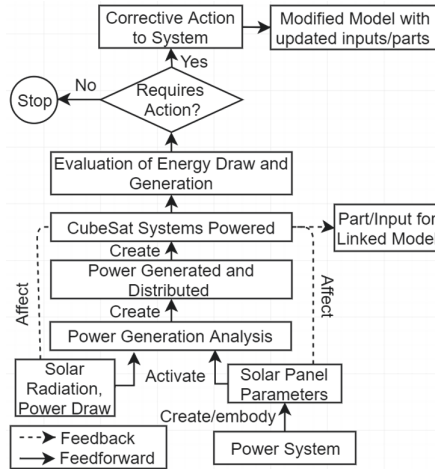 Corrective Action
to System
Modified Model with
updated inputs/parts
Yes
No
Requires
Action?
Stop
Evaluation of Energy Draw and
Generation
CubeSat Systems Powered
Part/Input for
Linked Model
Create
Affect
Power Generated and
Distributed
Affect
Create
Power Generation Analysis
Solar
Radiation,
Power Draw
Activate
Solar Panel
Parameters
Create/embody
Power System
Feedback
Feedforward